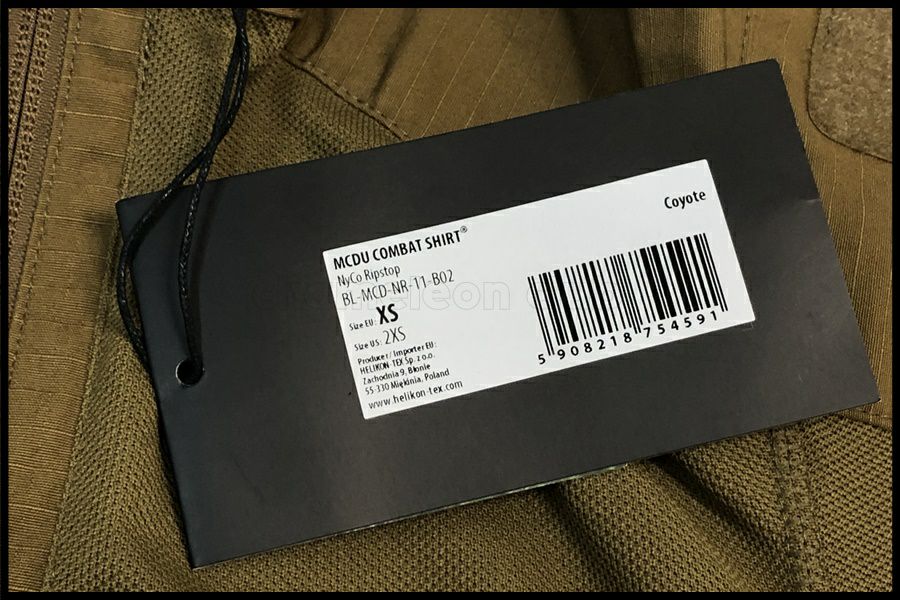 Coyote
MCDU COMBAT SHIRT®
NyCo Ripstop
BL-MCD-NR-11-B02
Size EU: XS
Size US: 2XS
Producer / Importer EU:
HELIKON-TEX Sp. z o.o.
Zachodnia 9, Błonie
55-330 Miękinia, Poland
www.helikon-tex.com
5 908218 754591